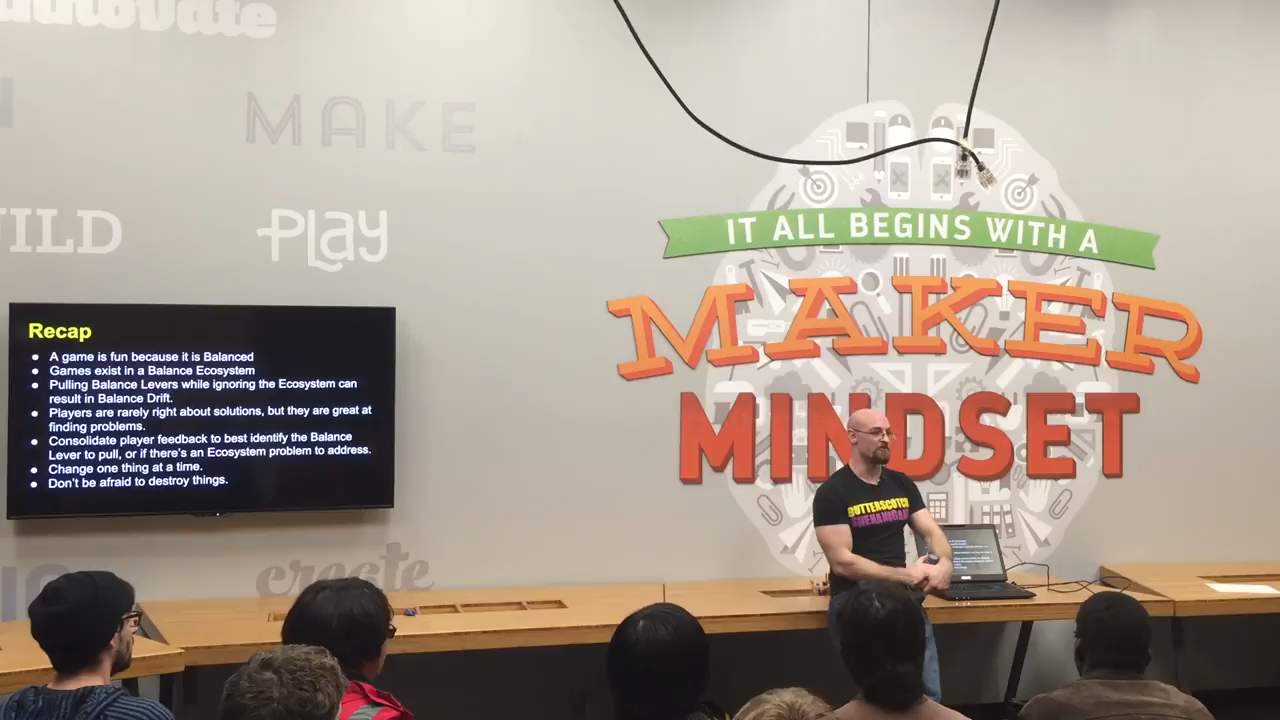 MAKE
PLAY
IT ALL BEGINS WITH A
MAKER
MINDSET
Recap
● A game is fun because it is Balanced
● Games exist in a Balance Ecosystem
● Pulling Balance Levers while ignoring the Ecosystem can
result in Balance Drift.
● Players are rarely right about solutions, but they are great at
finding problems.
● Consolidate player feedback to best identify the Balance
Lever to pull, or if there's an Ecosystem problem to address.
● Change one thing at a time.
● Don't be afraid to destroy things.
BUTTERSCOTCH
SHENANIGANS
create